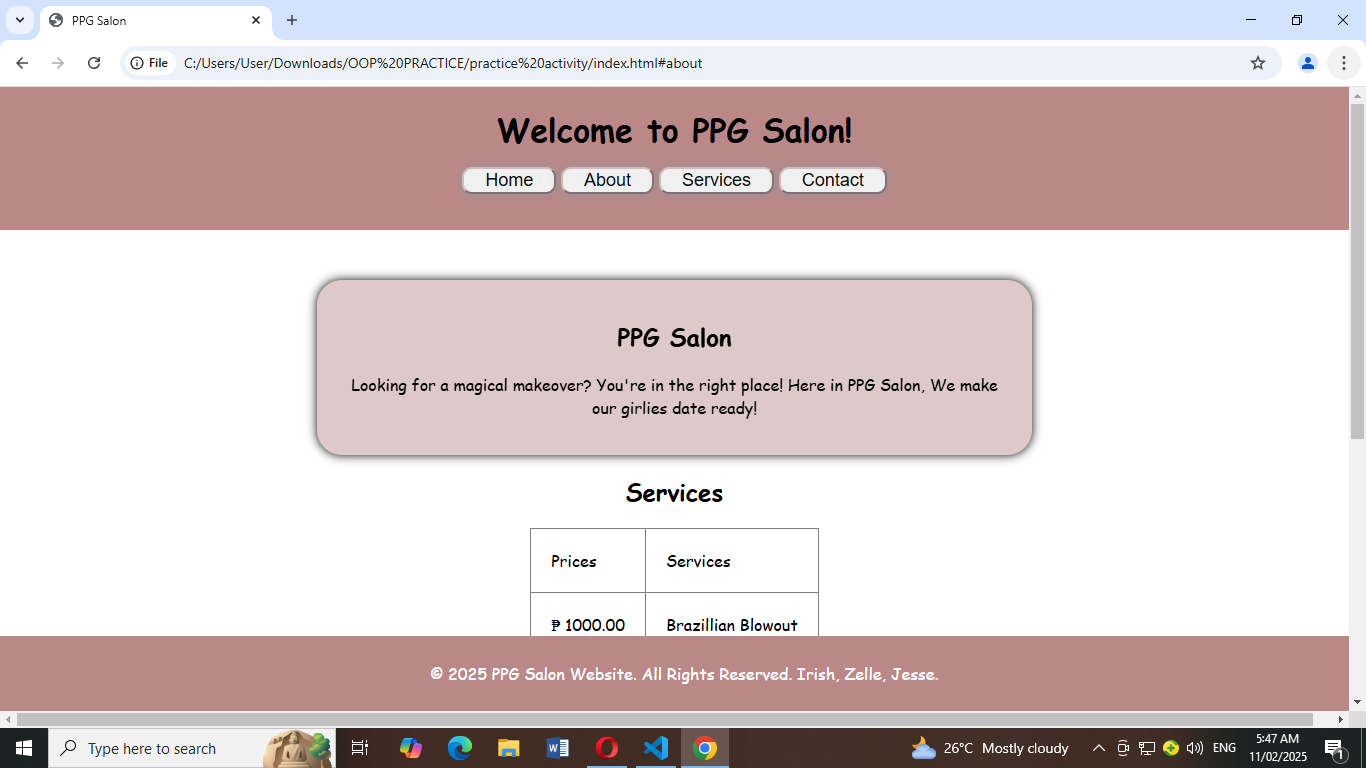 PPG Salon
File
C:/Users/User/Downloads/OOP%20PRACTICE/practice%20activity/index.html#about
Welcome to PPG Salon!
Home About Services Contact
PPG Salon
Looking for a magical makeover? You're in the right place! Here in PPG Salon, We make
our girlies date ready!
Services
Prices Services
₱ 1000.00 Brazillian Blowout
© 2025 PPG Salon Website. All Rights Reserved. Irish, Zelle, Jesse.
Type here to search
26°C Mostly cloudy
ENG
5:47 AM
11/02/2025
1